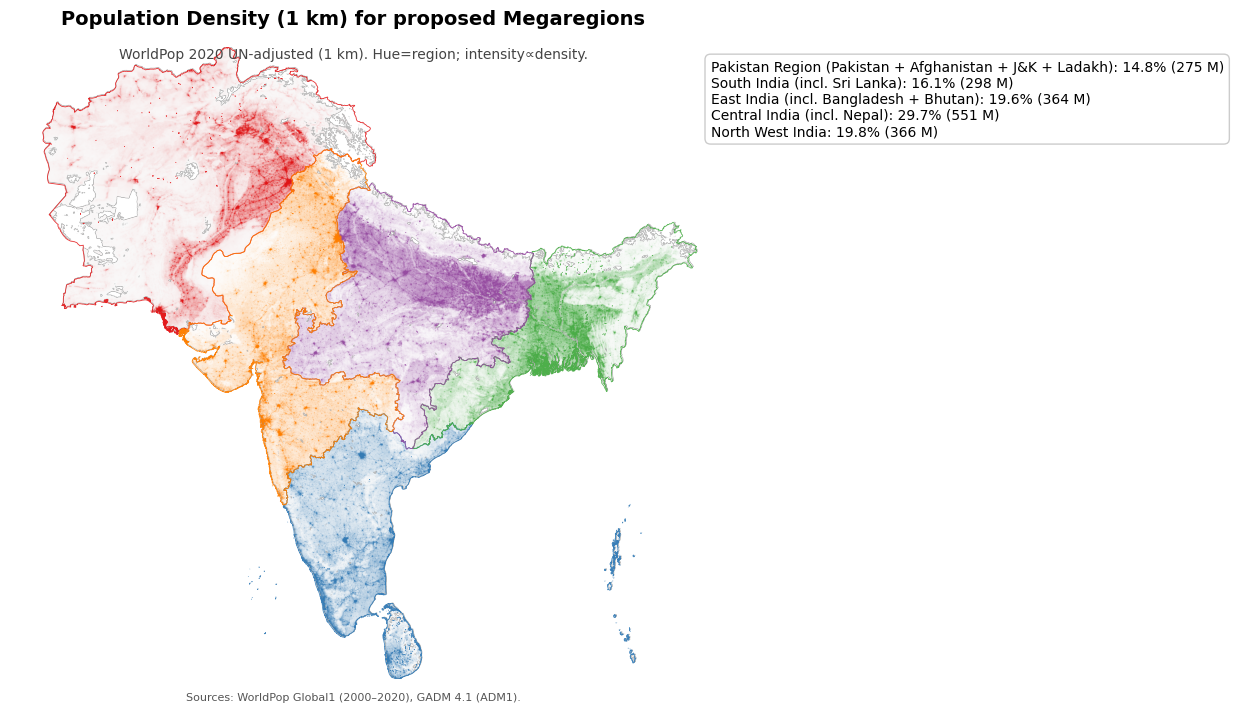 Population Density (1 km) for proposed Megaregions
WorldPop 2020 UN-adjusted (1 km). Hue=region; intensity∝density.
Pakistan Region (Pakistan + Afghanistan + J&K + Ladakh): 14.8% (275 M)
South India (incl. Sri Lanka): 16.1% (298 M)
East India (incl. Bangladesh + Bhutan): 19.6% (364 M)
Central India (incl. Nepal): 29.7% (551 M)
North West India: 19.8% (366 M)
Sources: WorldPop Global1 (2000–2020), GADM 4.1 (ADM1).